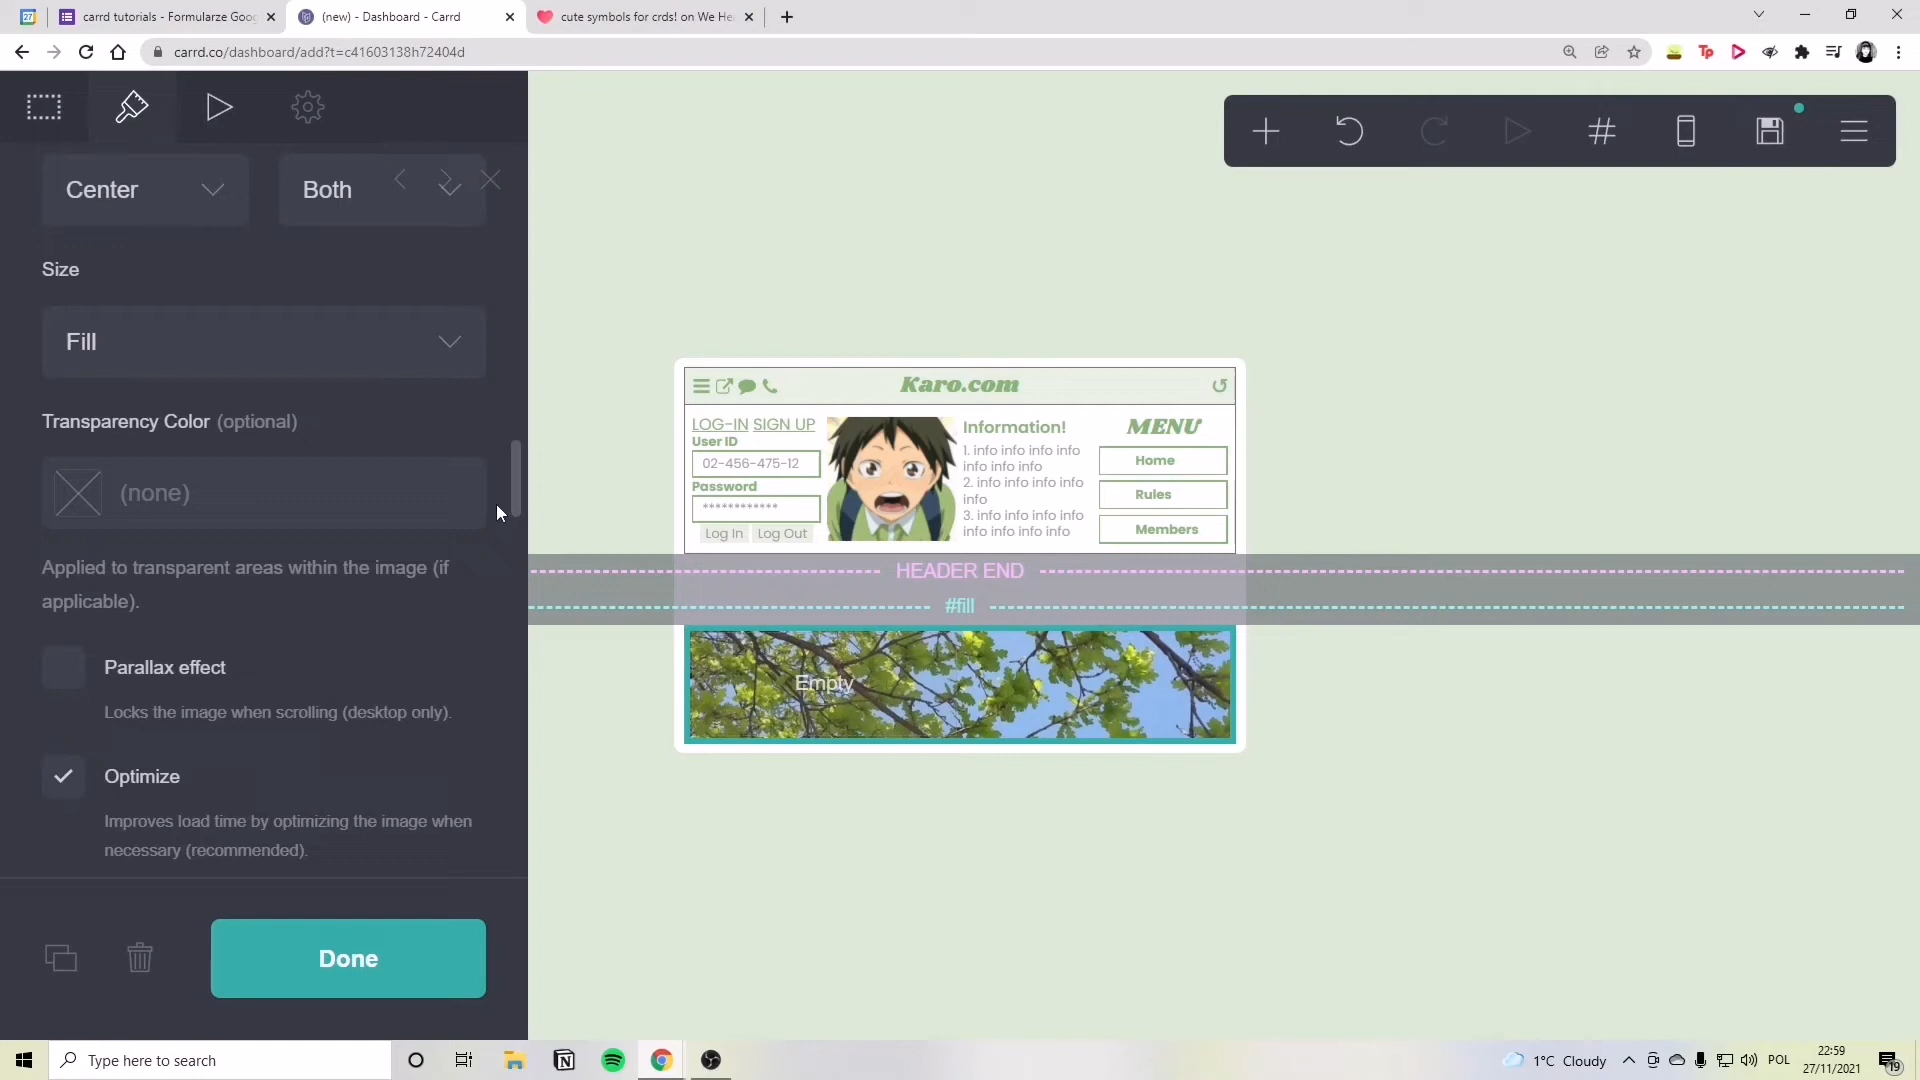 carrd tutorials - Formularze Goog
(new) - Dashboard - Carrd
cute symbols for crds! on We He
carrd.co/dashboard/add?t=c41603138h72404d
Center
Both
Size
Fill
Transparency Color (optional)
(none)
Applied to transparent areas within the image (if
applicable).
Parallax effect
Locks the image when scrolling (desktop only).
Optimize
Improves load time by optimizing the image when
necessary (recommended).
Done
Karo.com
LOG-IN SIGN UP
User ID
02-456-475-12
Password
************
Log In Log Out
Information!
1. info info info info
info info info
2. info info info info
info
3. info info info info
info info info info
MENU
Home
Rules
Members
HEADER END
#fill
Empty
Type here to search
1°C Cloudy
POL
22:59
27/11/2021
19